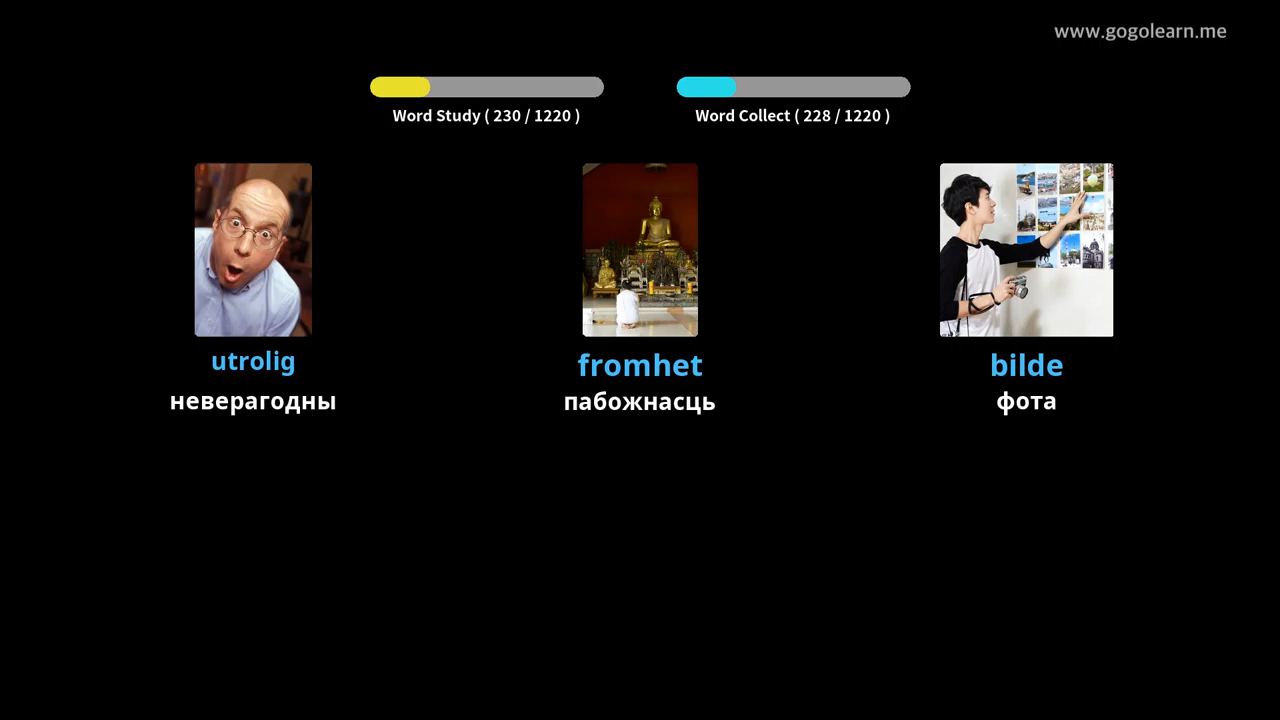 www.gogolearn.me
Word Study ( 230 / 1220 )
Word Collect ( 228 / 1220 )
utrolig
неверагодны
fromhet
пабожнасць
bilde
фота